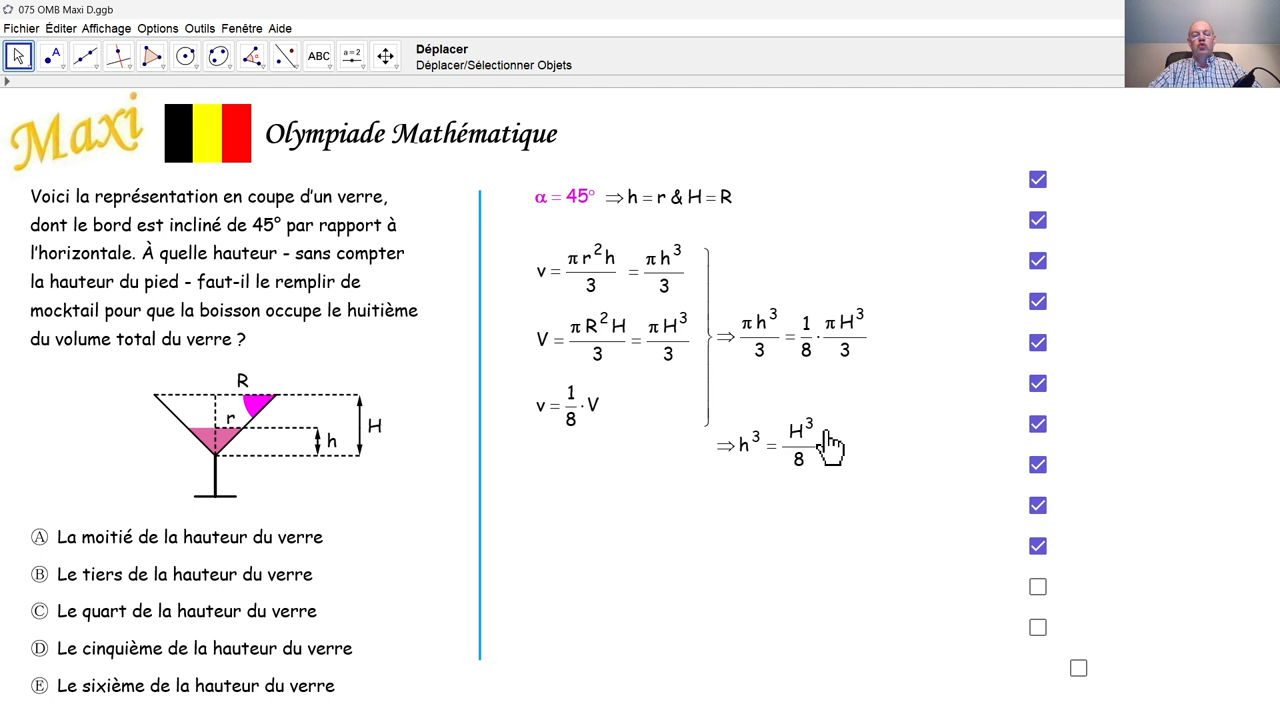 075 OMB Maxi D.ggb
Fichier Éditer Affichage Options Outils Fenêtre Aide
A
ABC
a=2
Déplacer
Déplacer/Sélectionner Objets
Maxi
Olympiade Mathématique
Voici la représentation en coupe d'un verre,
dont le bord est incliné de 45° par rapport à
l'horizontale. À quelle hauteur - sans compter
la hauteur du pied - faut-il le remplir de
mocktail pour que la boisson occupe le huitième
du volume total du verre ?
R
r
H
h
Ⓐ La moitié de la hauteur du verre
Ⓑ Le tiers de la hauteur du verre
Ⓒ Le quart de la hauteur du verre
Ⓓ Le cinquième de la hauteur du verre
Ⓔ Le sixième de la hauteur du verre
α = 45° ⇒ h = r & H = R
v = πr²h/3 = πh³/3
V = πR²H/3 = πH³/3
v = 1/8 · V
⇒ πh³/3 = 1/8 · πH³/3
⇒ h³ = H³/8